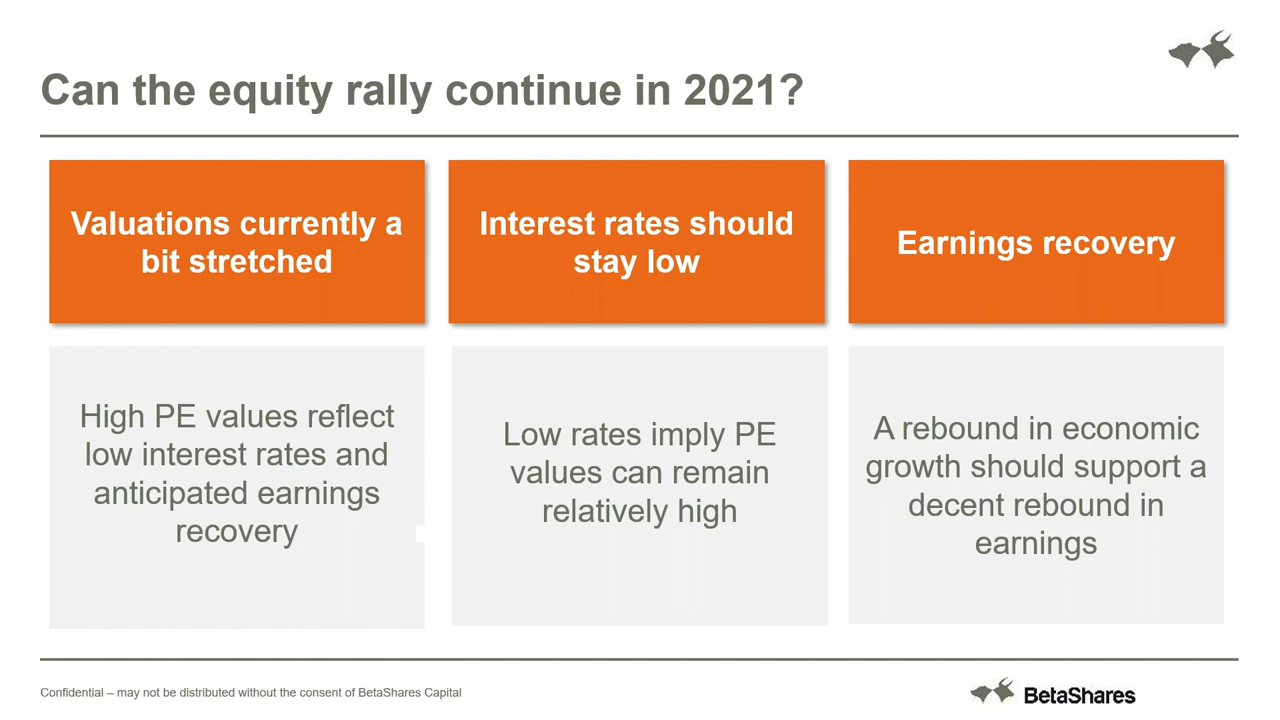 Can the equity rally continue in 2021?
Valuations currently a
bit stretched
Interest rates should
stay low
Earnings recovery
High PE values reflect
low interest rates and
anticipated earnings
recovery
Low rates imply PE
values can remain
relatively high
A rebound in economic
growth should support a
decent rebound in
earnings
Confidential – may not be distributed without the consent of BetaShares Capital
BetaShares